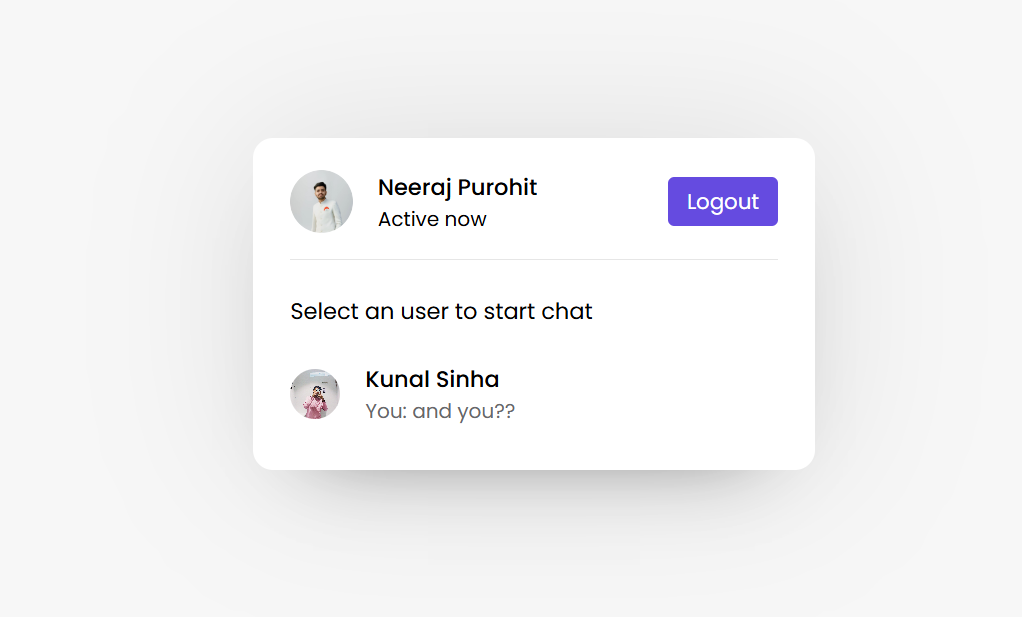 Neeraj Purohit
Active now
Logout
Select an user to start chat
Kunal Sinha
You: and you??